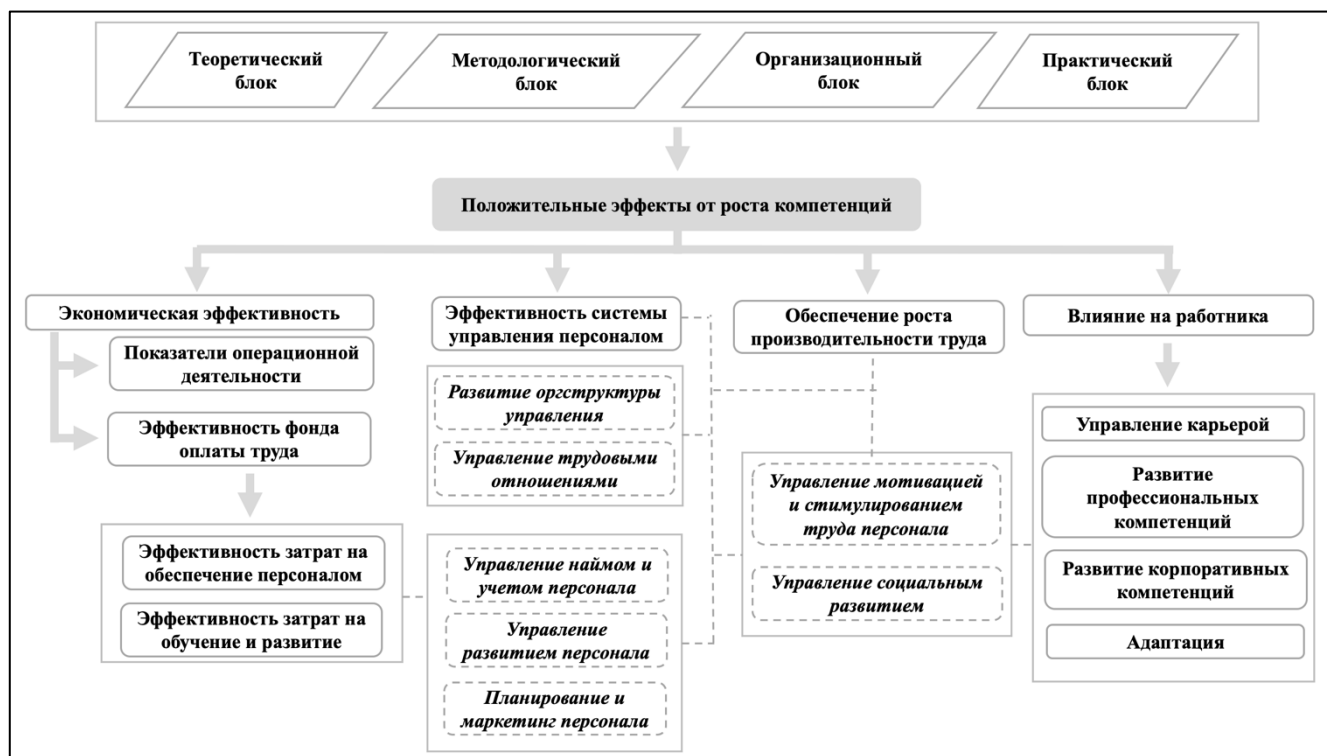 Теоретический
блок
Методологический
блок
Организационный
блок
Практический
блок
Положительные эффекты от роста компетенций
Экономическая эффективность
Показатели операционной
деятельности
Эффективность фонда
оплаты труда
Эффективность затрат на
обеспечение персоналом
Эффективность затрат на
обучение и развитие
Эффективность системы
управления персоналом
Развитие оргструктуры
управления
Управление трудовыми
отношениями
Управление наймом и
учетом персонала
Управление
развитием персонала
Планирование и
маркетинг персонала
Обеспечение роста
производительности труда
Управление мотивацией
и стимулированием
труда персонала
Управление социальным
развитием
Влияние на работника
Управление карьерой
Развитие
профессиональных
компетенций
Развитие корпоративных
компетенций
Адаптация